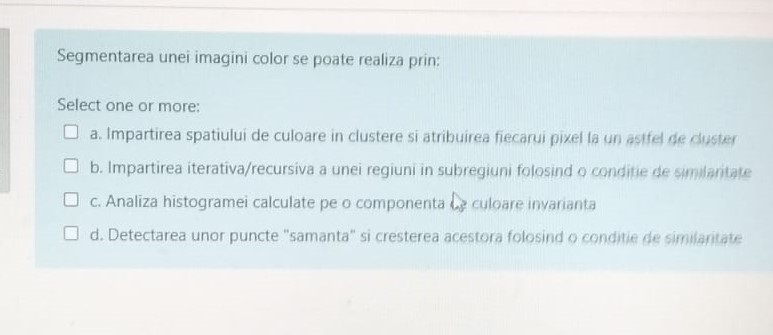 Segmentarea unei imagini color se poate realiza prin:
Select one or more:
a. Impartirea spatiului de culoare in clustere si atribuirea fiecarui pixel la un astfel de cluster
b. Impartirea iterativa/recursiva a unei regiuni in subregiuni folosind o conditie de similaritate
c. Analiza histogramei calculate pe o componenta de culoare invarianta
d. Detectarea unor puncte "samanta" si cresterea acestora folosind o conditie de similaritate